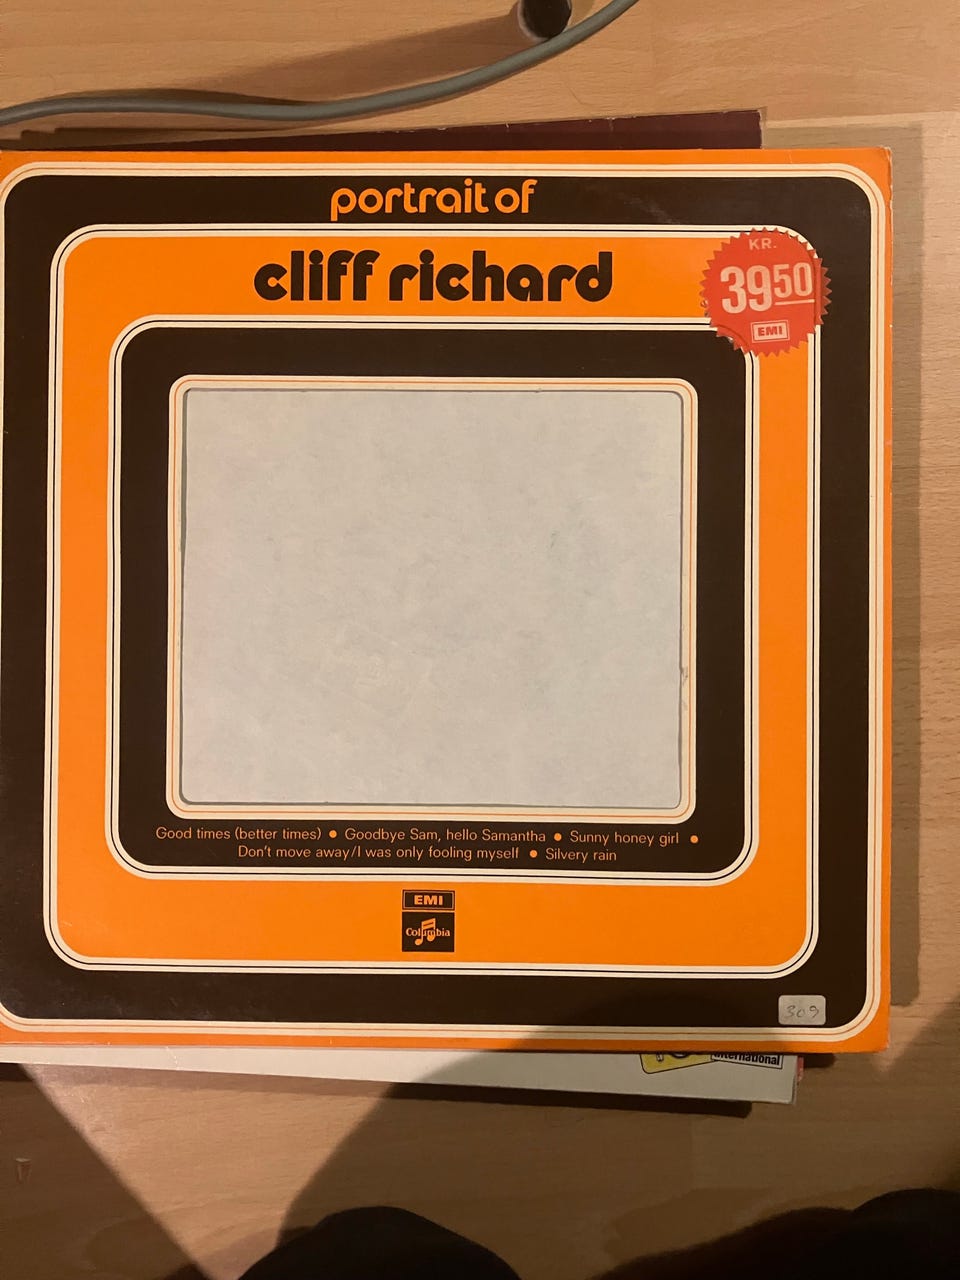 portrait of
cliff richard
KR.
3950
EMI
Good times (better times) • Goodbye Sam, hello Samantha • Sunny honey girl •
Don't move away/I was only fooling myself • Silvery rain
EMI
Columbia
309
International